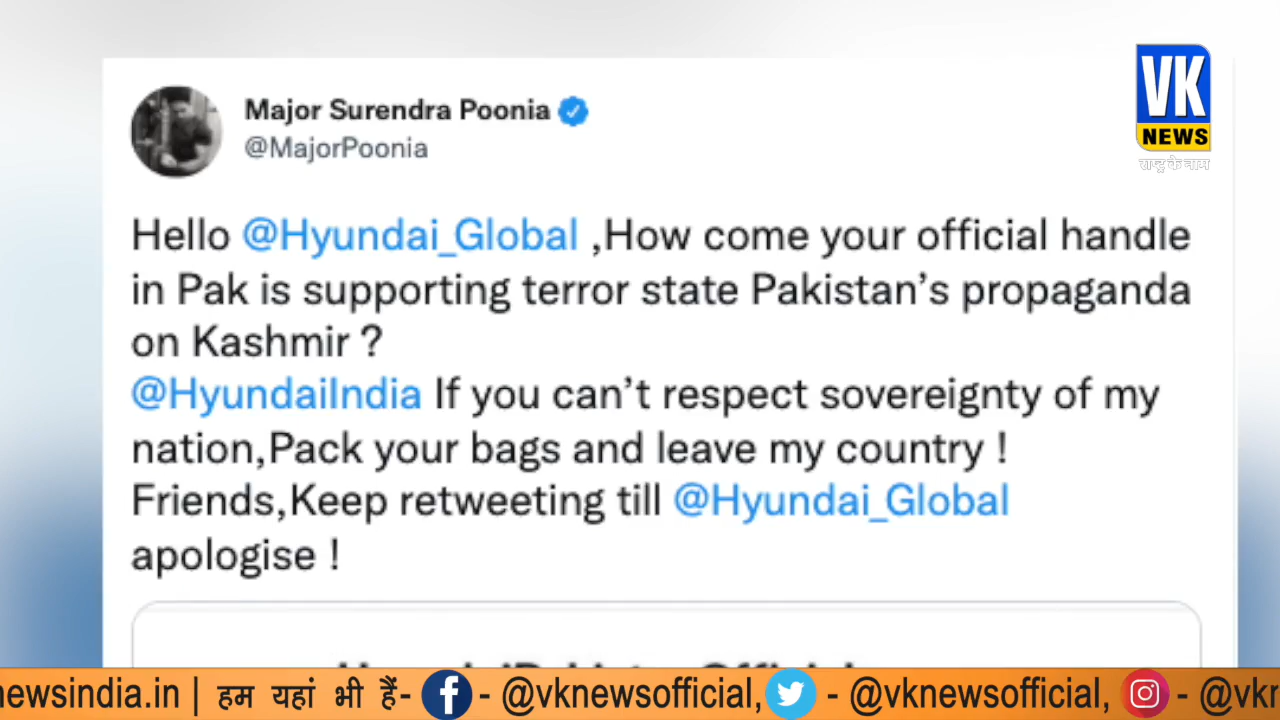 Major Surendra Poonia
@MajorPoonia
VK
NEWS
राष्ट्र के नाम
Hello @Hyundai_Global ,How come your official handle
in Pak is supporting terror state Pakistan’s propaganda
on Kashmir ?
@HyundaiIndia If you can’t respect sovereignty of my
nation,Pack your bags and leave my country !
Friends,Keep retweeting till @Hyundai_Global
apologise !
newsindia.in | हम यहां भी हैं- - @vknewsofficial, - @vknewsofficial, - @vk